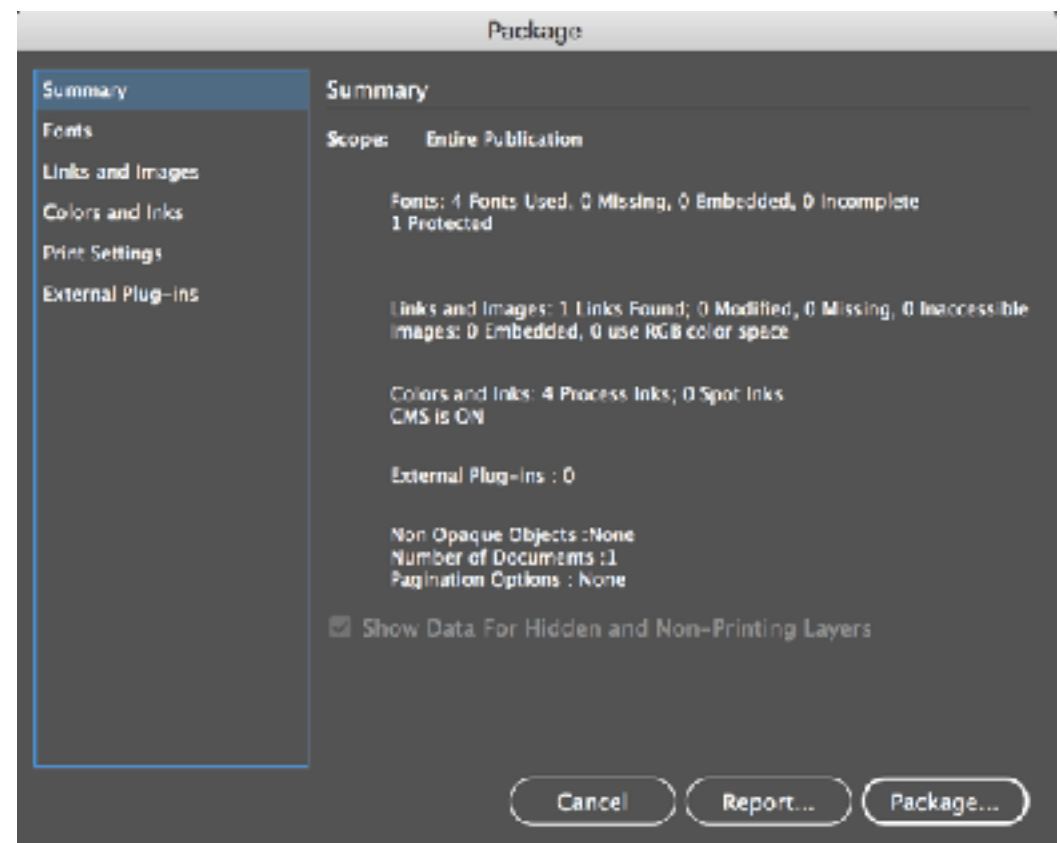 Package
Summary
Fonts
Links and Images
Colors and Inks
Print Settings
External Plug-ins
Summary
Scope: Entire Publication
Fonts: 4 Fonts Used, 0 Missing, 0 Embedded, 0 Incomplete
1 Protected
Links and Images: 1 Links Found; 0 Modified, 0 Missing, 0 Inaccessible
Images: 0 Embedded, 0 use RGB color space
Colors and Inks: 4 Process Inks; 0 Spot Inks
CMS is ON
External Plug-ins : 0
Non Opaque Objects :None
Number of Documents :1
Pagination Options : None
Show Data For Hidden and Non-Printing Layers
Cancel
Report...
Package...